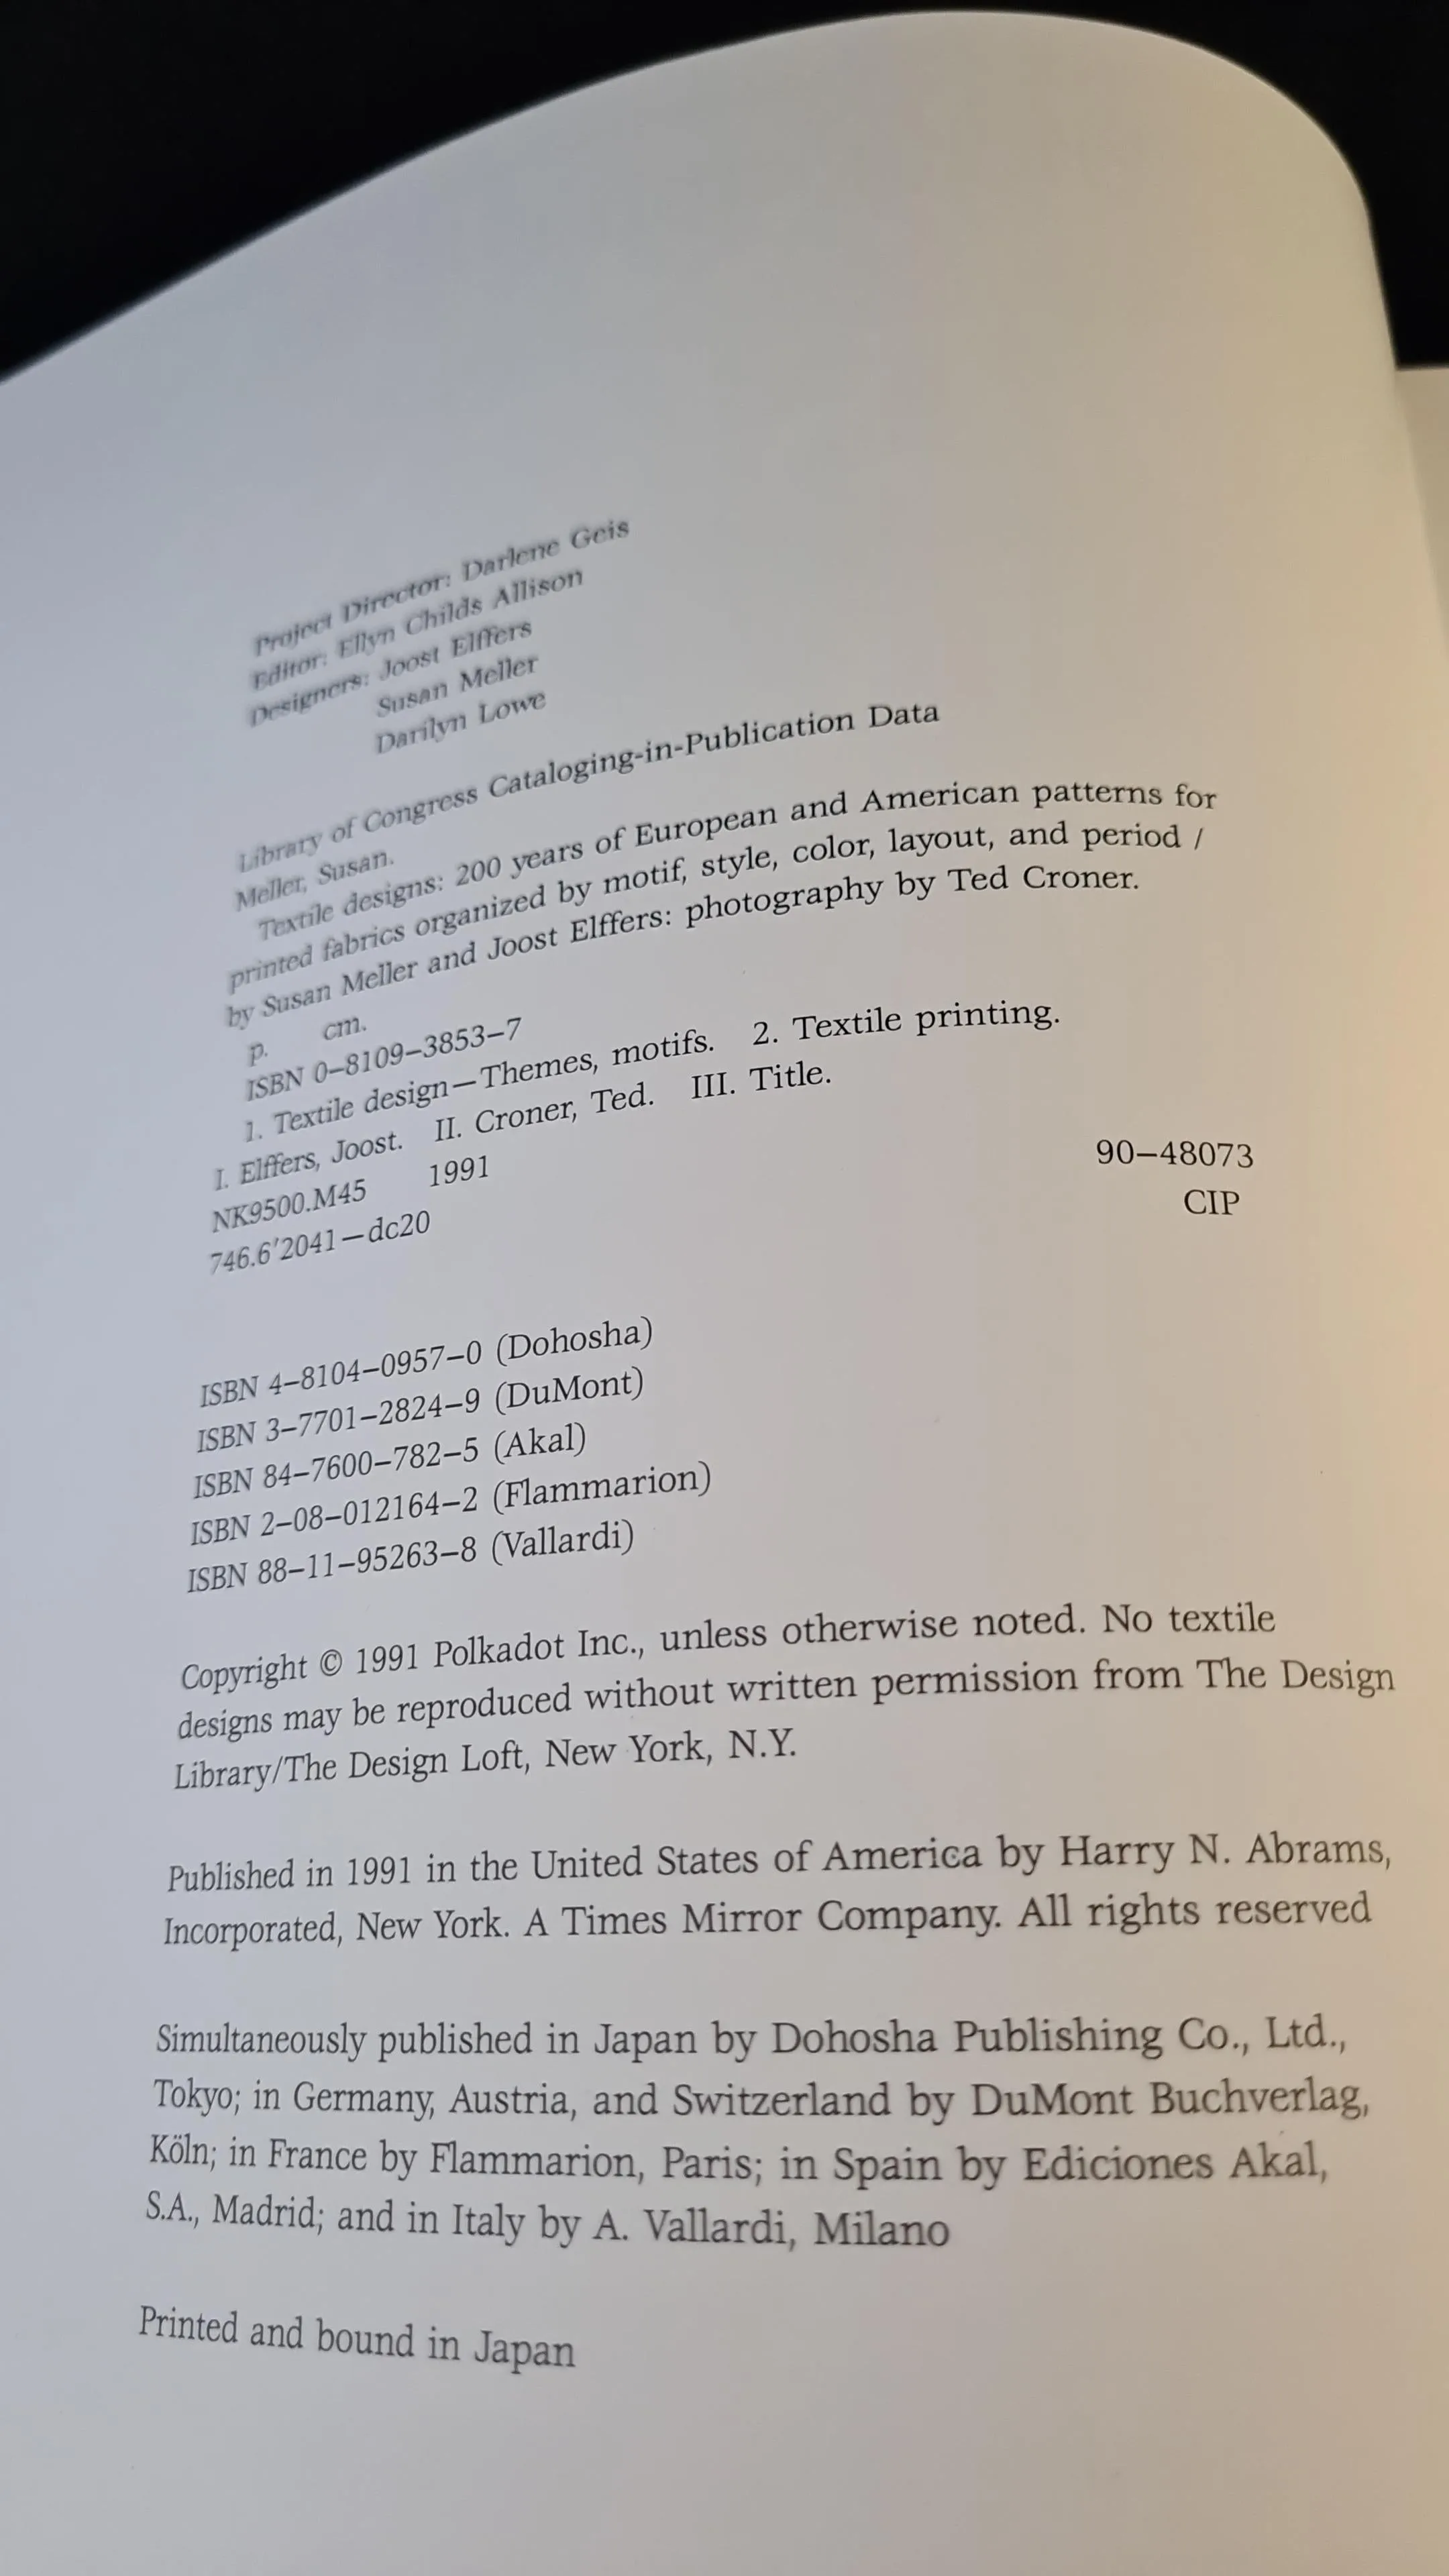 Project Director: Darlene Geis
Editor: Ellyn Childs Allison
Designers: Joost Elffers
Susan Meller
Darilyn Lowe
Library of Congress Cataloging-in-Publication Data
Meller, Susan.
Textile designs: 200 years of European and American patterns for
printed fabrics organized by motif, style, color, layout, and period /
by Susan Meller and Joost Elffers: photography by Ted Croner.
p. cm.
ISBN 0–8109–3853–7
1. Textile design—Themes, motifs. 2. Textile printing.
I. Elffers, Joost. II. Croner, Ted. III. Title.
NK9500.M45 1991
90–48073
746.6'2041—dc20
CIP
ISBN 4–8104–0957–0 (Dohosha)
ISBN 3–7701–2824–9 (DuMont)
ISBN 84–7600–782–5 (Akal)
ISBN 2–08–012164–2 (Flammarion)
ISBN 88–11–95263–8 (Vallardi)
Copyright © 1991 Polkadot Inc., unless otherwise noted. No textile
designs may be reproduced without written permission from The Design
Library/The Design Loft, New York, N.Y.
Published in 1991 in the United States of America by Harry N. Abrams,
Incorporated, New York. A Times Mirror Company. All rights reserved
Simultaneously published in Japan by Dohosha Publishing Co., Ltd.,
Tokyo; in Germany, Austria, and Switzerland by DuMont Buchverlag,
Köln; in France by Flammarion, Paris; in Spain by Ediciones Akal,
S.A., Madrid; and in Italy by A. Vallardi, Milano
Printed and bound in Japan